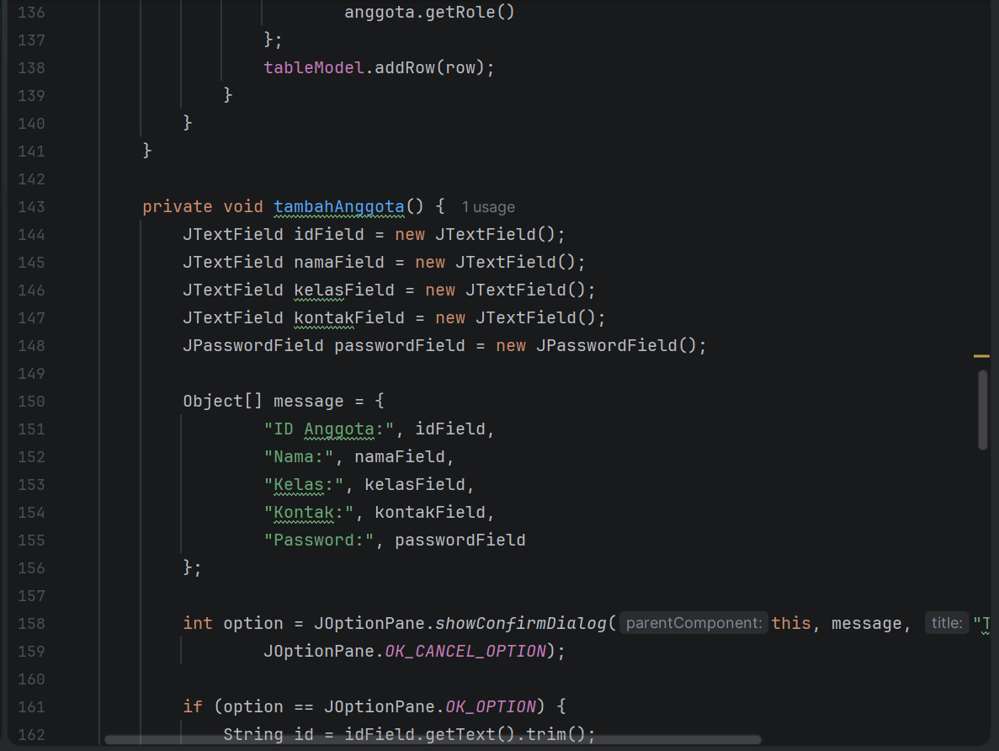 136 anggota.getRole()
137 };
138 tableModel.addRow(row);
139 }
140 }
141 }
142
143 private void tambahAnggota() { 1 usage
144 JTextField idField = new JTextField();
145 JTextField namaField = new JTextField();
146 JTextField kelasField = new JTextField();
147 JTextField kontakField = new JTextField();
148 JPasswordField passwordField = new JPasswordField();
149
150 Object[] message = {
151 "ID Anggota:", idField,
152 "Nama:", namaField,
153 "Kelas:", kelasField,
154 "Kontak:", kontakField,
155 "Password:", passwordField
156 };
157
158 int option = JOptionPane.showConfirmDialog( parentComponent: this, message, title: "T
159 JOptionPane.OK_CANCEL_OPTION);
160
161 if (option == JOptionPane.OK_OPTION) {
162 String id = idField.getText().trim();